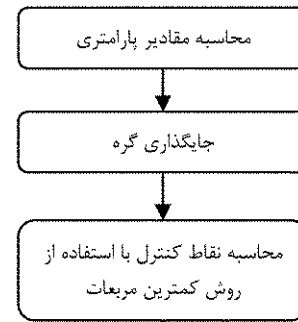 محاسبه مقادیر پارامتری
جایگذاری گره
محاسبه نقاط کنترل با استفاده از
روش کمترین مربعات